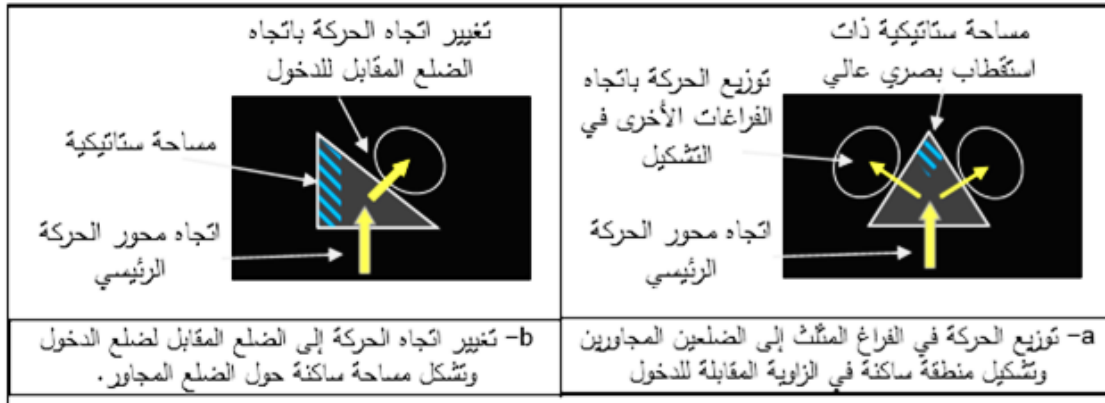 مساحة ستاتيكية ذات
استقطاب بصري عالي
توزيع الحركة باتجاه
الفراغات الأخرى في
التشكيل
اتجاه محور الحركة
الرئيسي
a- توزيع الحركة في الفراغ المثلث إلى الضلعين المجاورين
وتشكيل منطقة ساكنة في الزاوية المقابلة للدخول
تغيير اتجاه الحركة باتجاه
الضلع المقابل للدخول
مساحة ستاتيكية
اتجاه محور الحركة
الرئيسي
b- تغيير اتجاه الحركة إلى الضلع المقابل لضلع الدخول
وتشكل مساحة ساكنة حول الضلع المجاور.